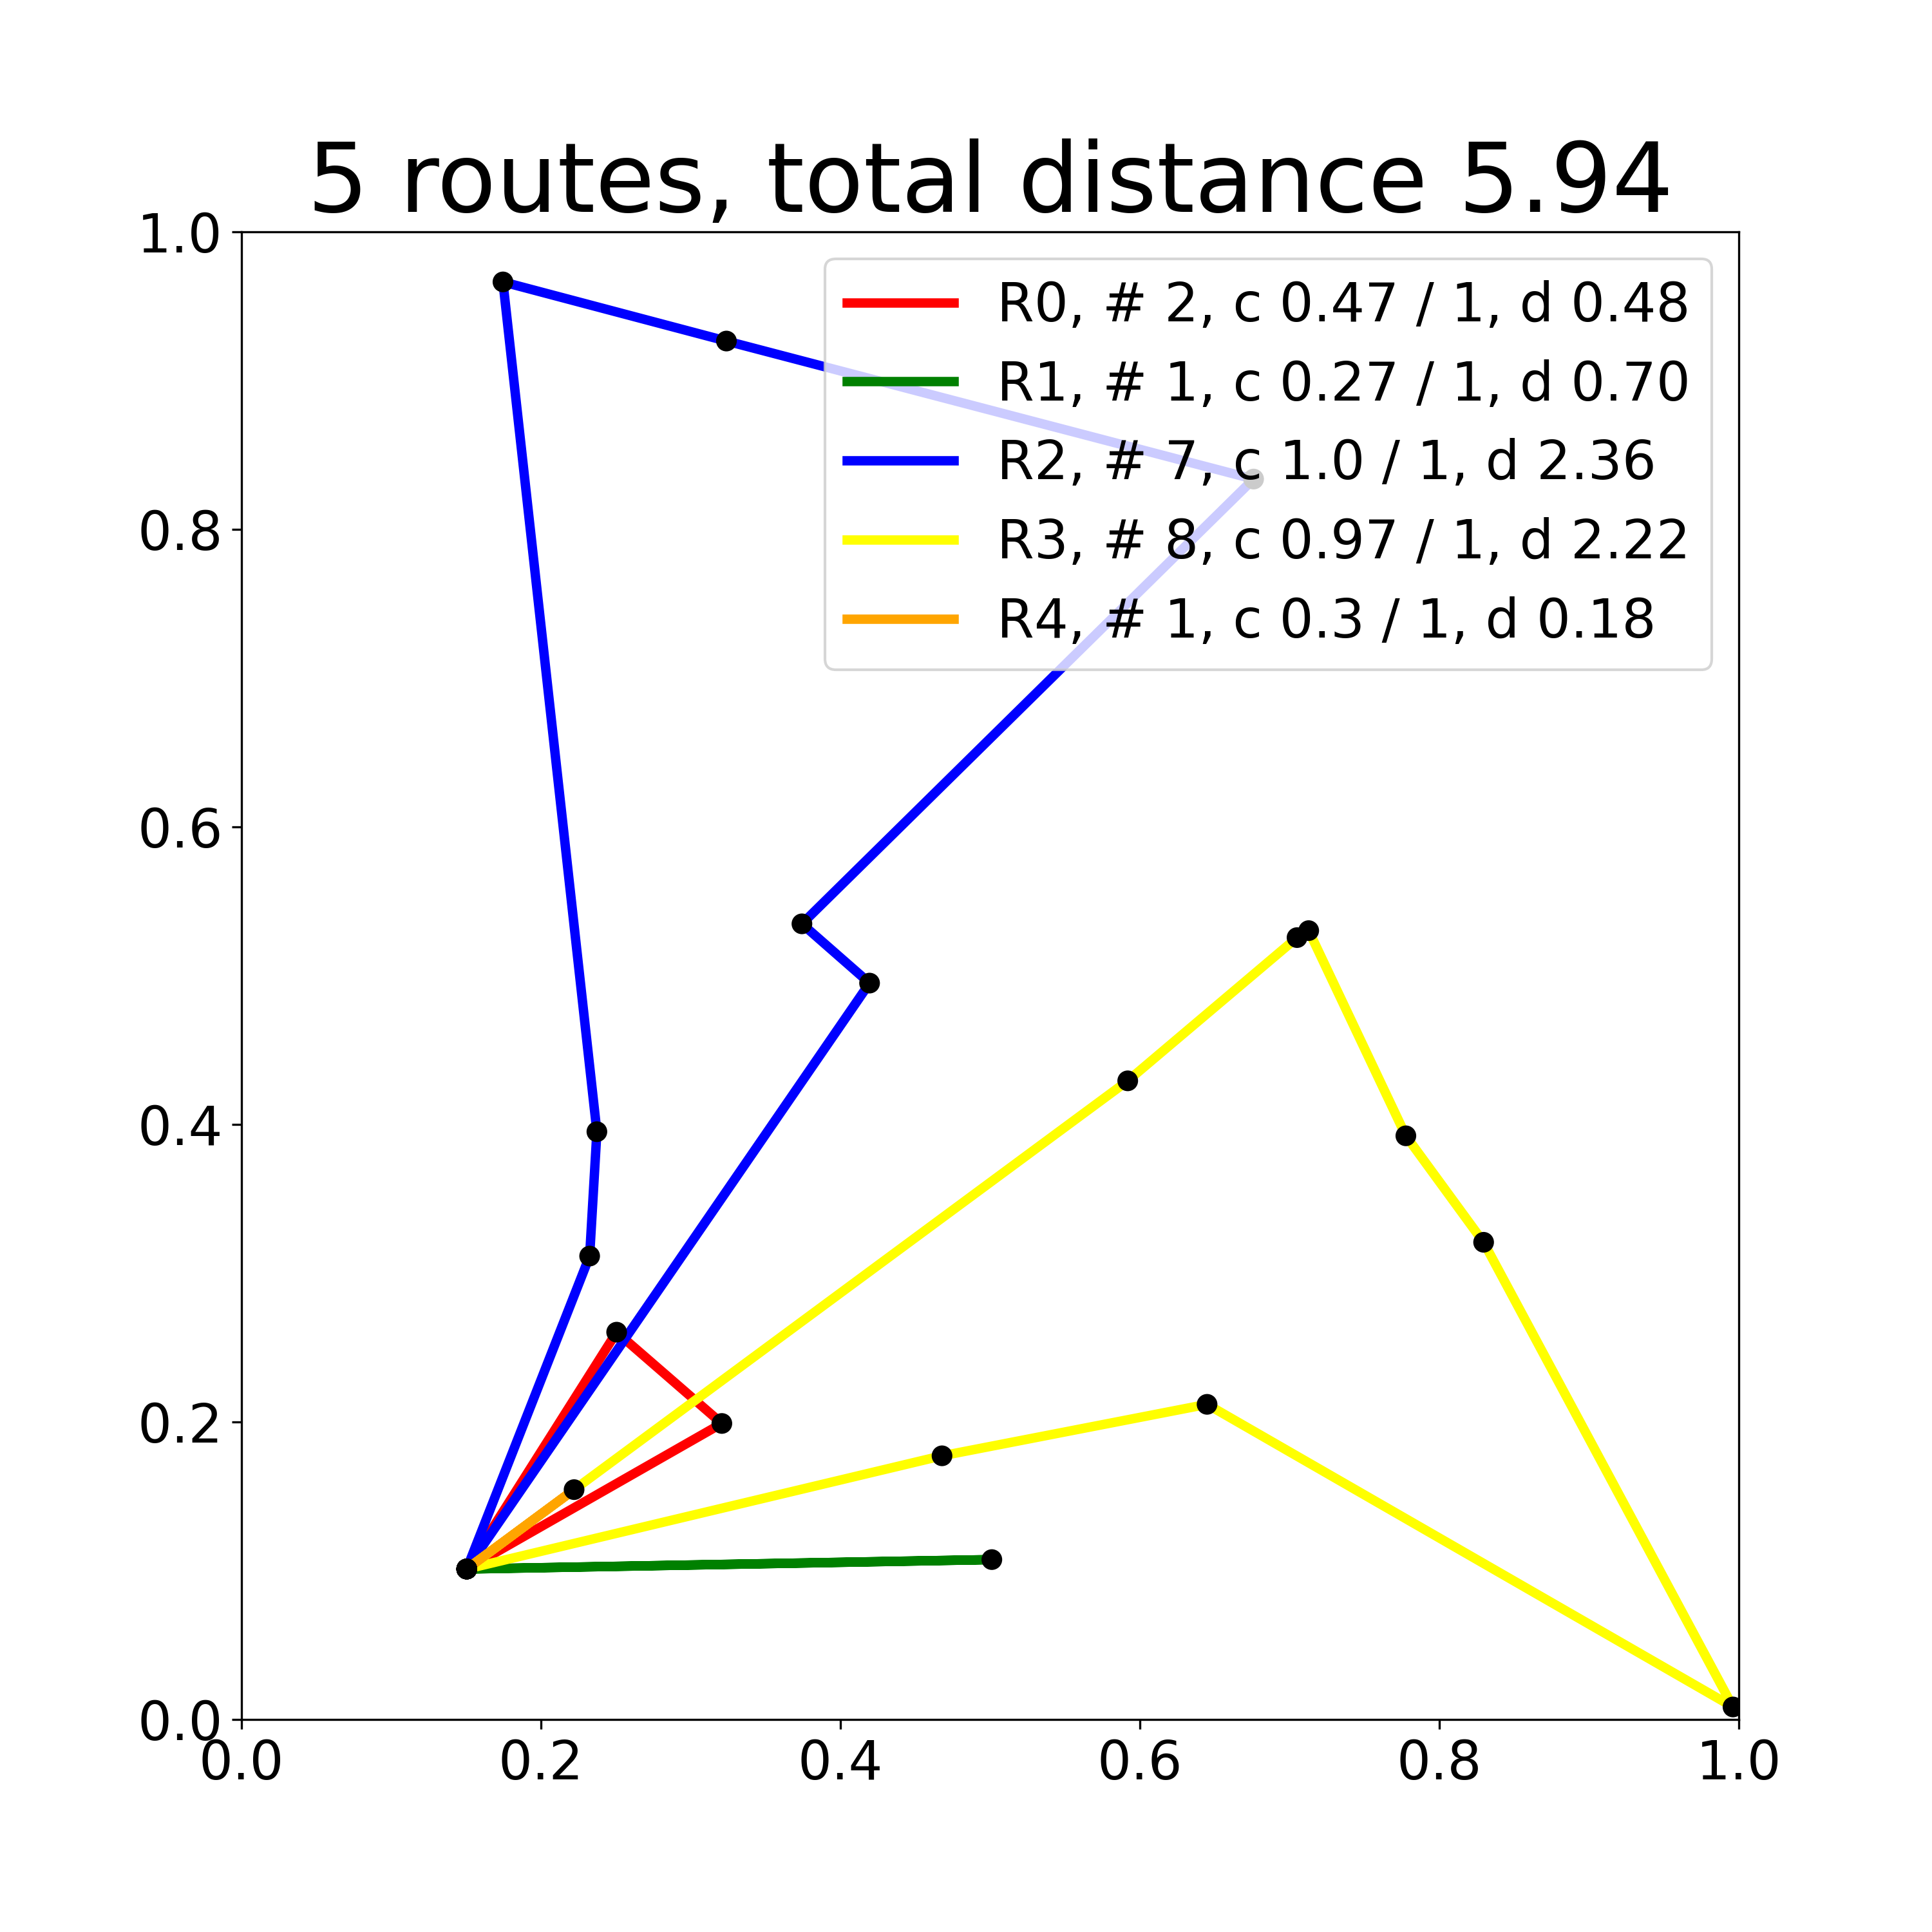 5 routes, total distance 5.94
1.0
R0, # 2, c 0.47 / 1, d 0.48
R1, # 1, c 0.27 / 1, d 0.70
R2, # 7, c 1.0 / 1, d 2.36
0.8
R3, # 8, c 0.97 / 1, d 2.22
R4, # 1, c 0.3 / 1, d 0.18
0.6
0.4
0.2
0.0
0.0 0.2 0.4 0.6 0.8 1.0